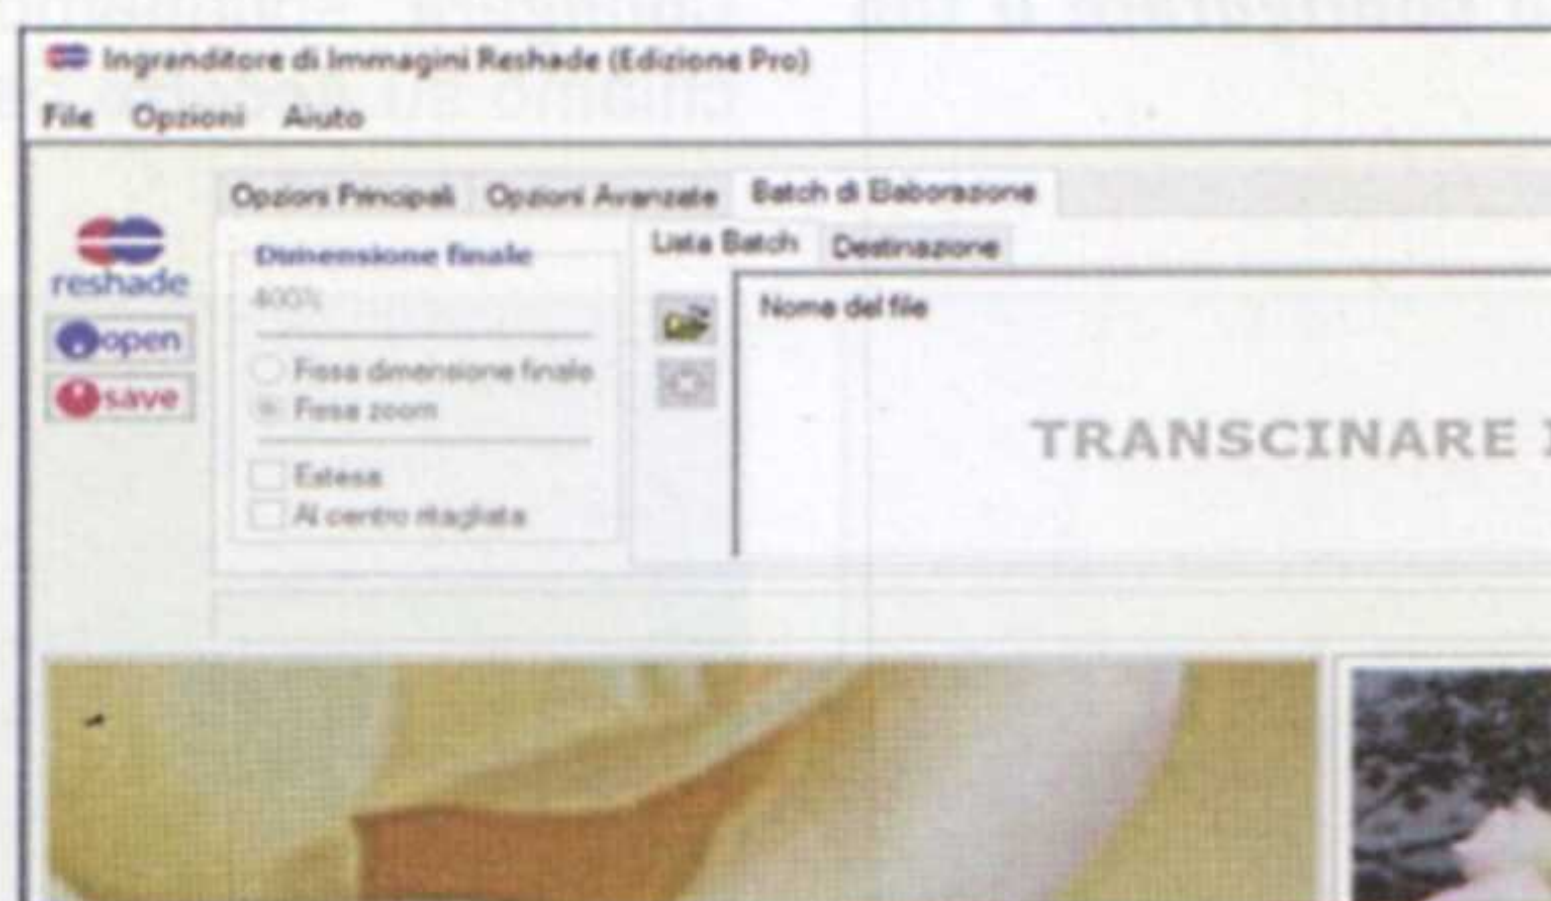 Ingranditore di Immagini Reshade (Edizione Pro)
File Opzioni Aiuto
Opzioni Principali Opzioni Avanzate Batch di Elaborazione
reshade
open
save
Dimensione finale
400%
Fissa dimensione finale
Fissa zoom
Estesa
Al centro ritagliata
Lista Batch Destinazione
Nome del file
TRANSCINARE I